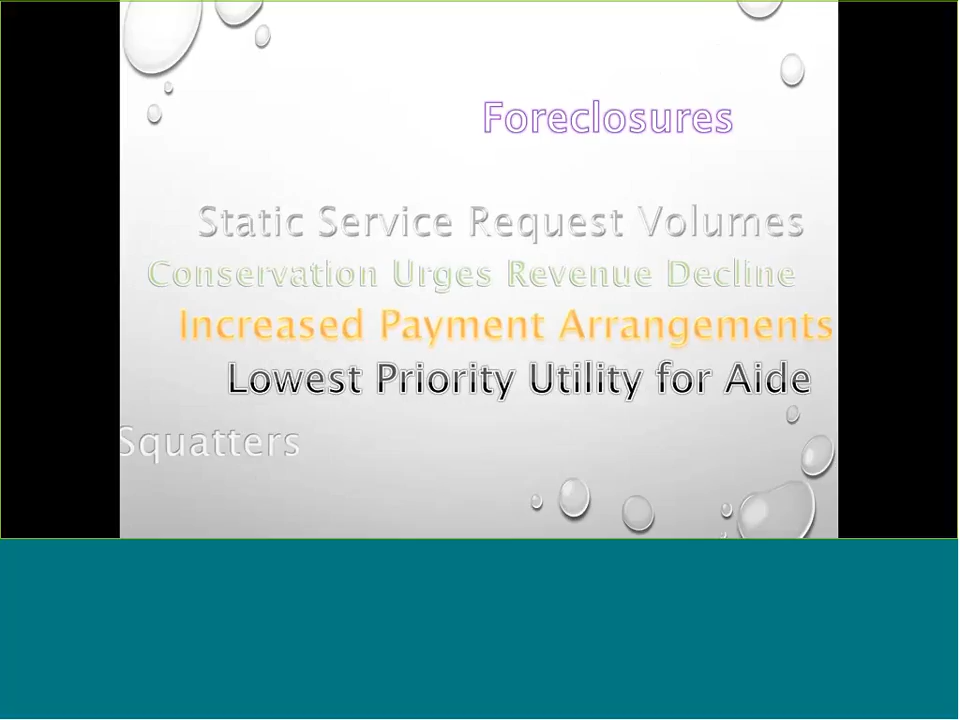 Foreclosures
Static Service Request Volumes
Conservation Urges Revenue Decline
Increased Payment Arrangements
Lowest Priority Utility for Aide
Squatters